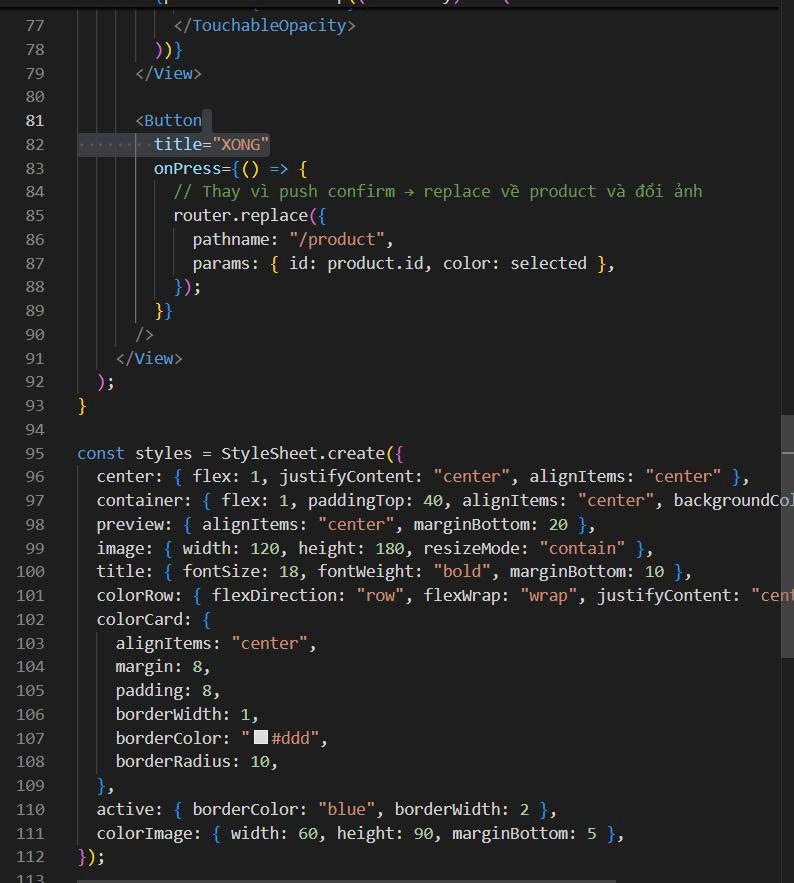 77 </TouchableOpacity>
78 ))}
79 </View>
80
81 <Button
82 title="XONG"
83 onPress={() => {
84 // Thay vì push confirm → replace về product và đổi ảnh
85 router.replace({
86 pathname: "/product",
87 params: { id: product.id, color: selected },
88 });
89 }}
90 />
91 </View>
92 );
93 }
94
95 const styles = StyleSheet.create({
96 center: { flex: 1, justifyContent: "center", alignItems: "center" },
97 container: { flex: 1, paddingTop: 40, alignItems: "center", backgroundCol
98 preview: { alignItems: "center", marginBottom: 20 },
99 image: { width: 120, height: 180, resizeMode: "contain" },
100 title: { fontSize: 18, fontWeight: "bold", marginBottom: 10 },
101 colorRow: { flexDirection: "row", flexWrap: "wrap", justifyContent: "cent
102 colorCard: {
103 alignItems: "center",
104 margin: 8,
105 padding: 8,
106 borderWidth: 1,
107 borderColor: "#ddd",
108 borderRadius: 10,
109 },
110 active: { borderColor: "blue", borderWidth: 2 },
111 colorImage: { width: 60, height: 90, marginBottom: 5 },
112 });
113